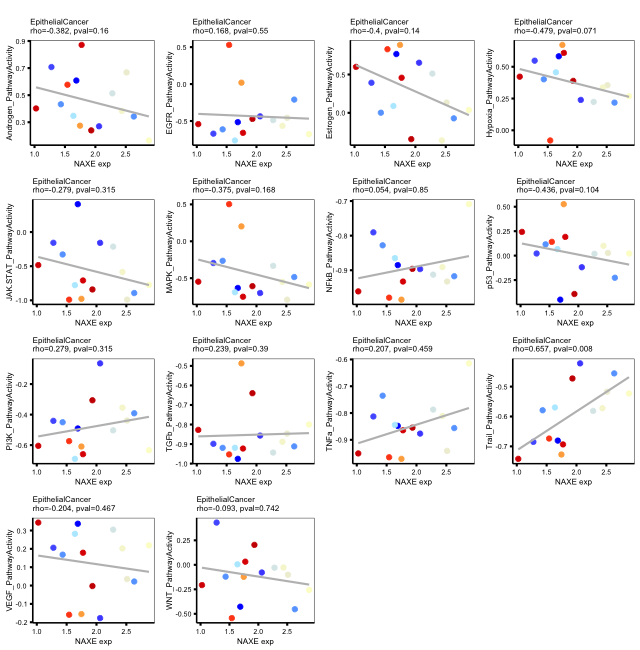 EpithelialCancer
rho=-0.382, pval=0.16
Androgen_PathwayActivity
0.9
0.7
0.5
0.3
1.0
1.5
2.0
2.5
NAXE exp
EpithelialCancer
rho=0.168, pval=0.55
EGFR_PathwayActivity
0.5
0.0
-0.5
1.0
1.5
2.0
2.5
NAXE exp
EpithelialCancer
rho=-0.4, pval=0.14
Estrogen_PathwayActivity
0.5
0.0
1.0
1.5
2.0
2.5
NAXE exp
EpithelialCancer
rho=-0.479, pval=0.071
Hypoxia_PathwayActivity
0.75
0.50
0.25
0.00
1.0
1.5
2.0
2.5
NAXE exp
EpithelialCancer
rho=-0.279, pval=0.315
JAK-STAT_PathwayActivity
0.0
-0.5
-1.0
1.0
1.5
2.0
2.5
NAXE exp
EpithelialCancer
rho=-0.375, pval=0.168
MAPK_PathwayActivity
0.5
0.0
-0.5
1.0
1.5
2.0
2.5
NAXE exp
EpithelialCancer
rho=0.054, pval=0.85
NFkB_PathwayActivity
-0.7
-0.8
-0.9
1.0
1.5
2.0
2.5
NAXE exp
EpithelialCancer
rho=-0.436, pval=0.104
p53_PathwayActivity
0.50
0.25
0.00
-0.25
1.0
1.5
2.0
2.5
NAXE exp
EpithelialCancer
rho=0.279, pval=0.315
PI3K_PathwayActivity
-0.2
-0.4
-0.6
1.0
1.5
2.0
2.5
NAXE exp
EpithelialCancer
rho=0.239, pval=0.39
TGFb_PathwayActivity
-0.5
-0.6
-0.7
-0.8
-0.9
-1.0
1.0
1.5
2.0
2.5
NAXE exp
EpithelialCancer
rho=0.207, pval=0.459
TNFa_PathwayActivity
-0.6
-0.7
-0.8
-0.9
1.0
1.5
2.0
2.5
NAXE exp
EpithelialCancer
rho=0.657, pval=0.008
Trail_PathwayActivity
-0.5
-0.6
-0.7
1.0
1.5
2.0
2.5
NAXE exp
EpithelialCancer
rho=-0.204, pval=0.467
VEGF_PathwayActivity
0.3
0.2
0.1
0.0
-0.1
-0.2
1.0
1.5
2.0
2.5
NAXE exp
EpithelialCancer
rho=-0.093, pval=0.742
WNT_PathwayActivity
0.25
0.00
-0.25
-0.50
1.0
1.5
2.0
2.5
NAXE exp